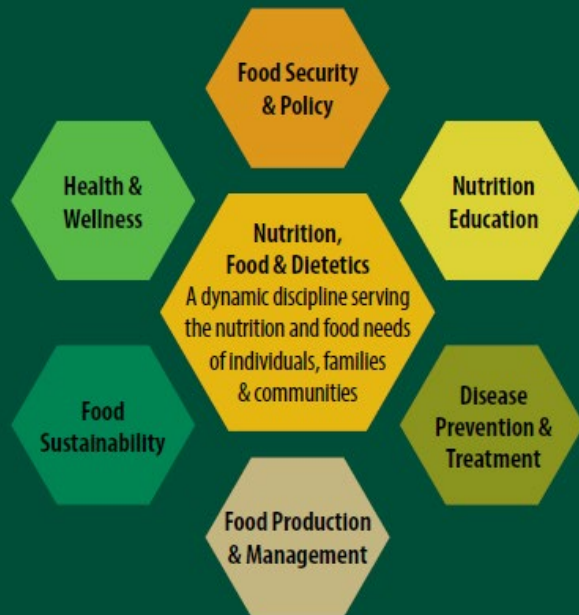 Food Security
& Policy
Health &
Wellness
Nutrition
Education
Nutrition,
Food & Dietetics
A dynamic discipline serving
the nutrition and food needs
of individuals, families
& communities
Food
Sustainability
Disease
Prevention &
Treatment
Food Production
& Management